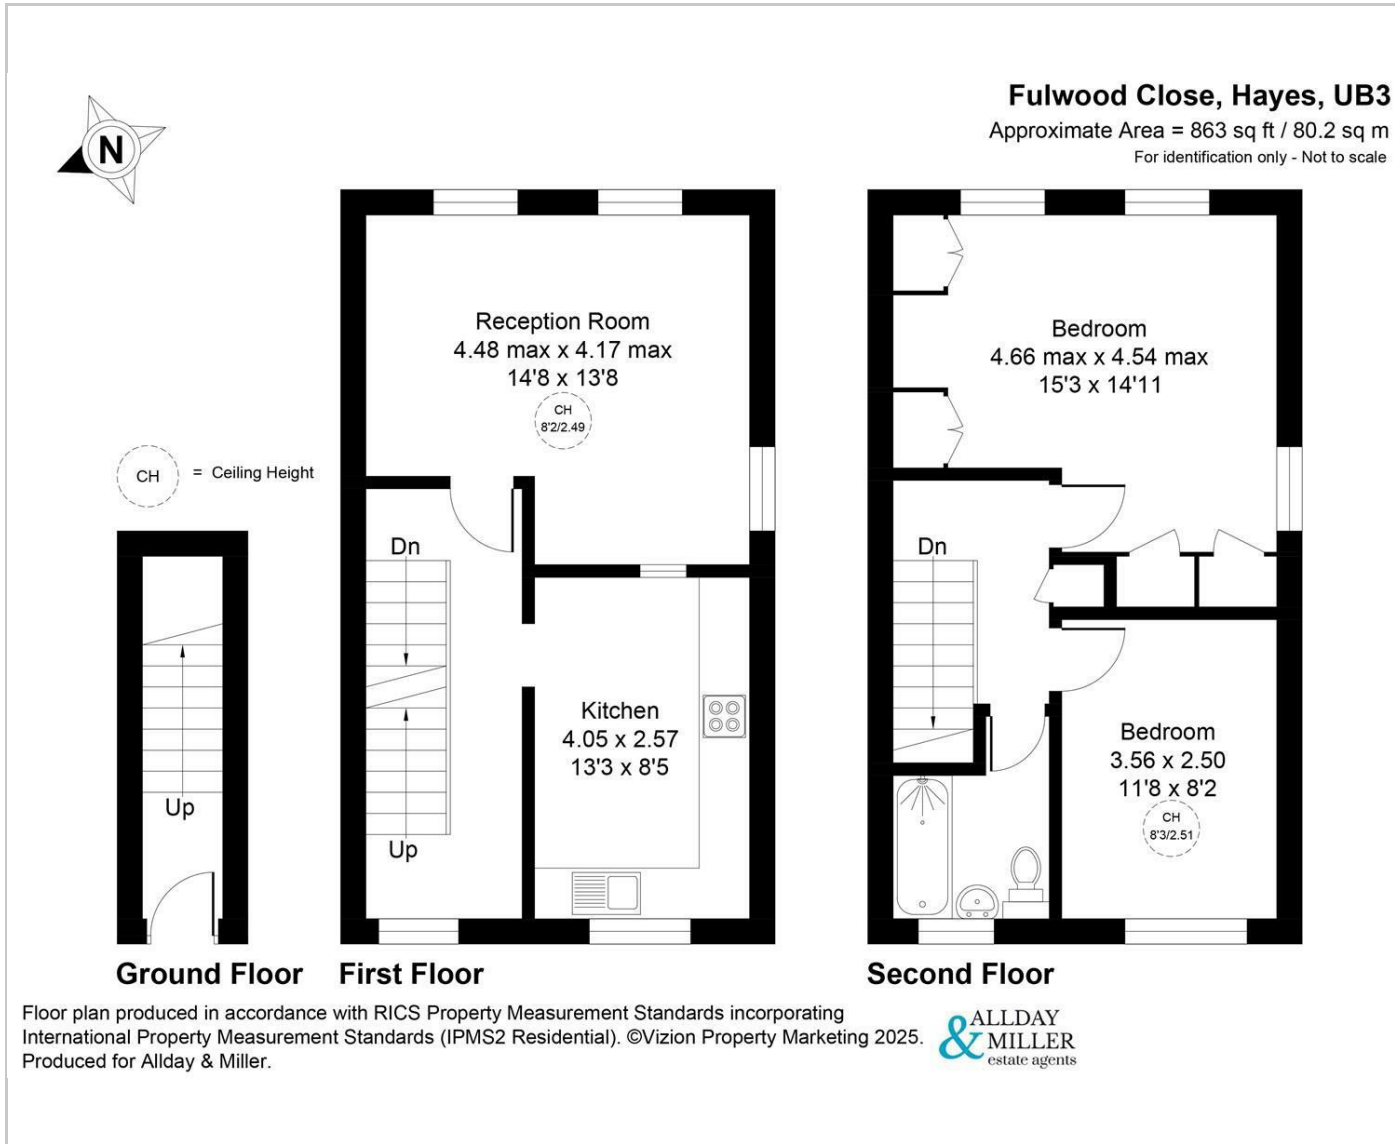 Fulwood Close, Hayes, UB3
Approximate Area = 863 sq ft / 80.2 sq m
For identification only - Not to scale
N
CH = Ceiling Height
Up
Ground Floor
Reception Room
4.48 max x 4.17 max
14'8 x 13'8
CH
8'2/2.49
Dn
Up
Kitchen
4.05 x 2.57
13'3 x 8'5
First Floor
Bedroom
4.66 max x 4.54 max
15'3 x 14'11
Dn
Bedroom
3.56 x 2.50
11'8 x 8'2
CH
8'3/2.51
Second Floor
Floor plan produced in accordance with RICS Property Measurement Standards incorporating
International Property Measurement Standards (IPMS2 Residential). ©Vizion Property Marketing 2025.
Produced for Allday & Miller.
ALLDAY
& MILLER
estate agents